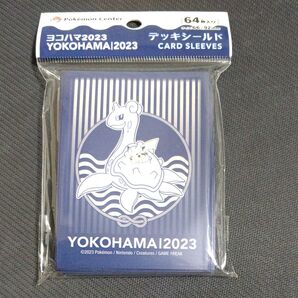 Pokémon Center
ヨコハマ2023
YOKOHAMA|2023
デッキシールド
CARD SLEEVES
64枚入り
YOKOHAMA|2023
©2023 Pokémon / Nintendo / Creatures / GAME FREAK